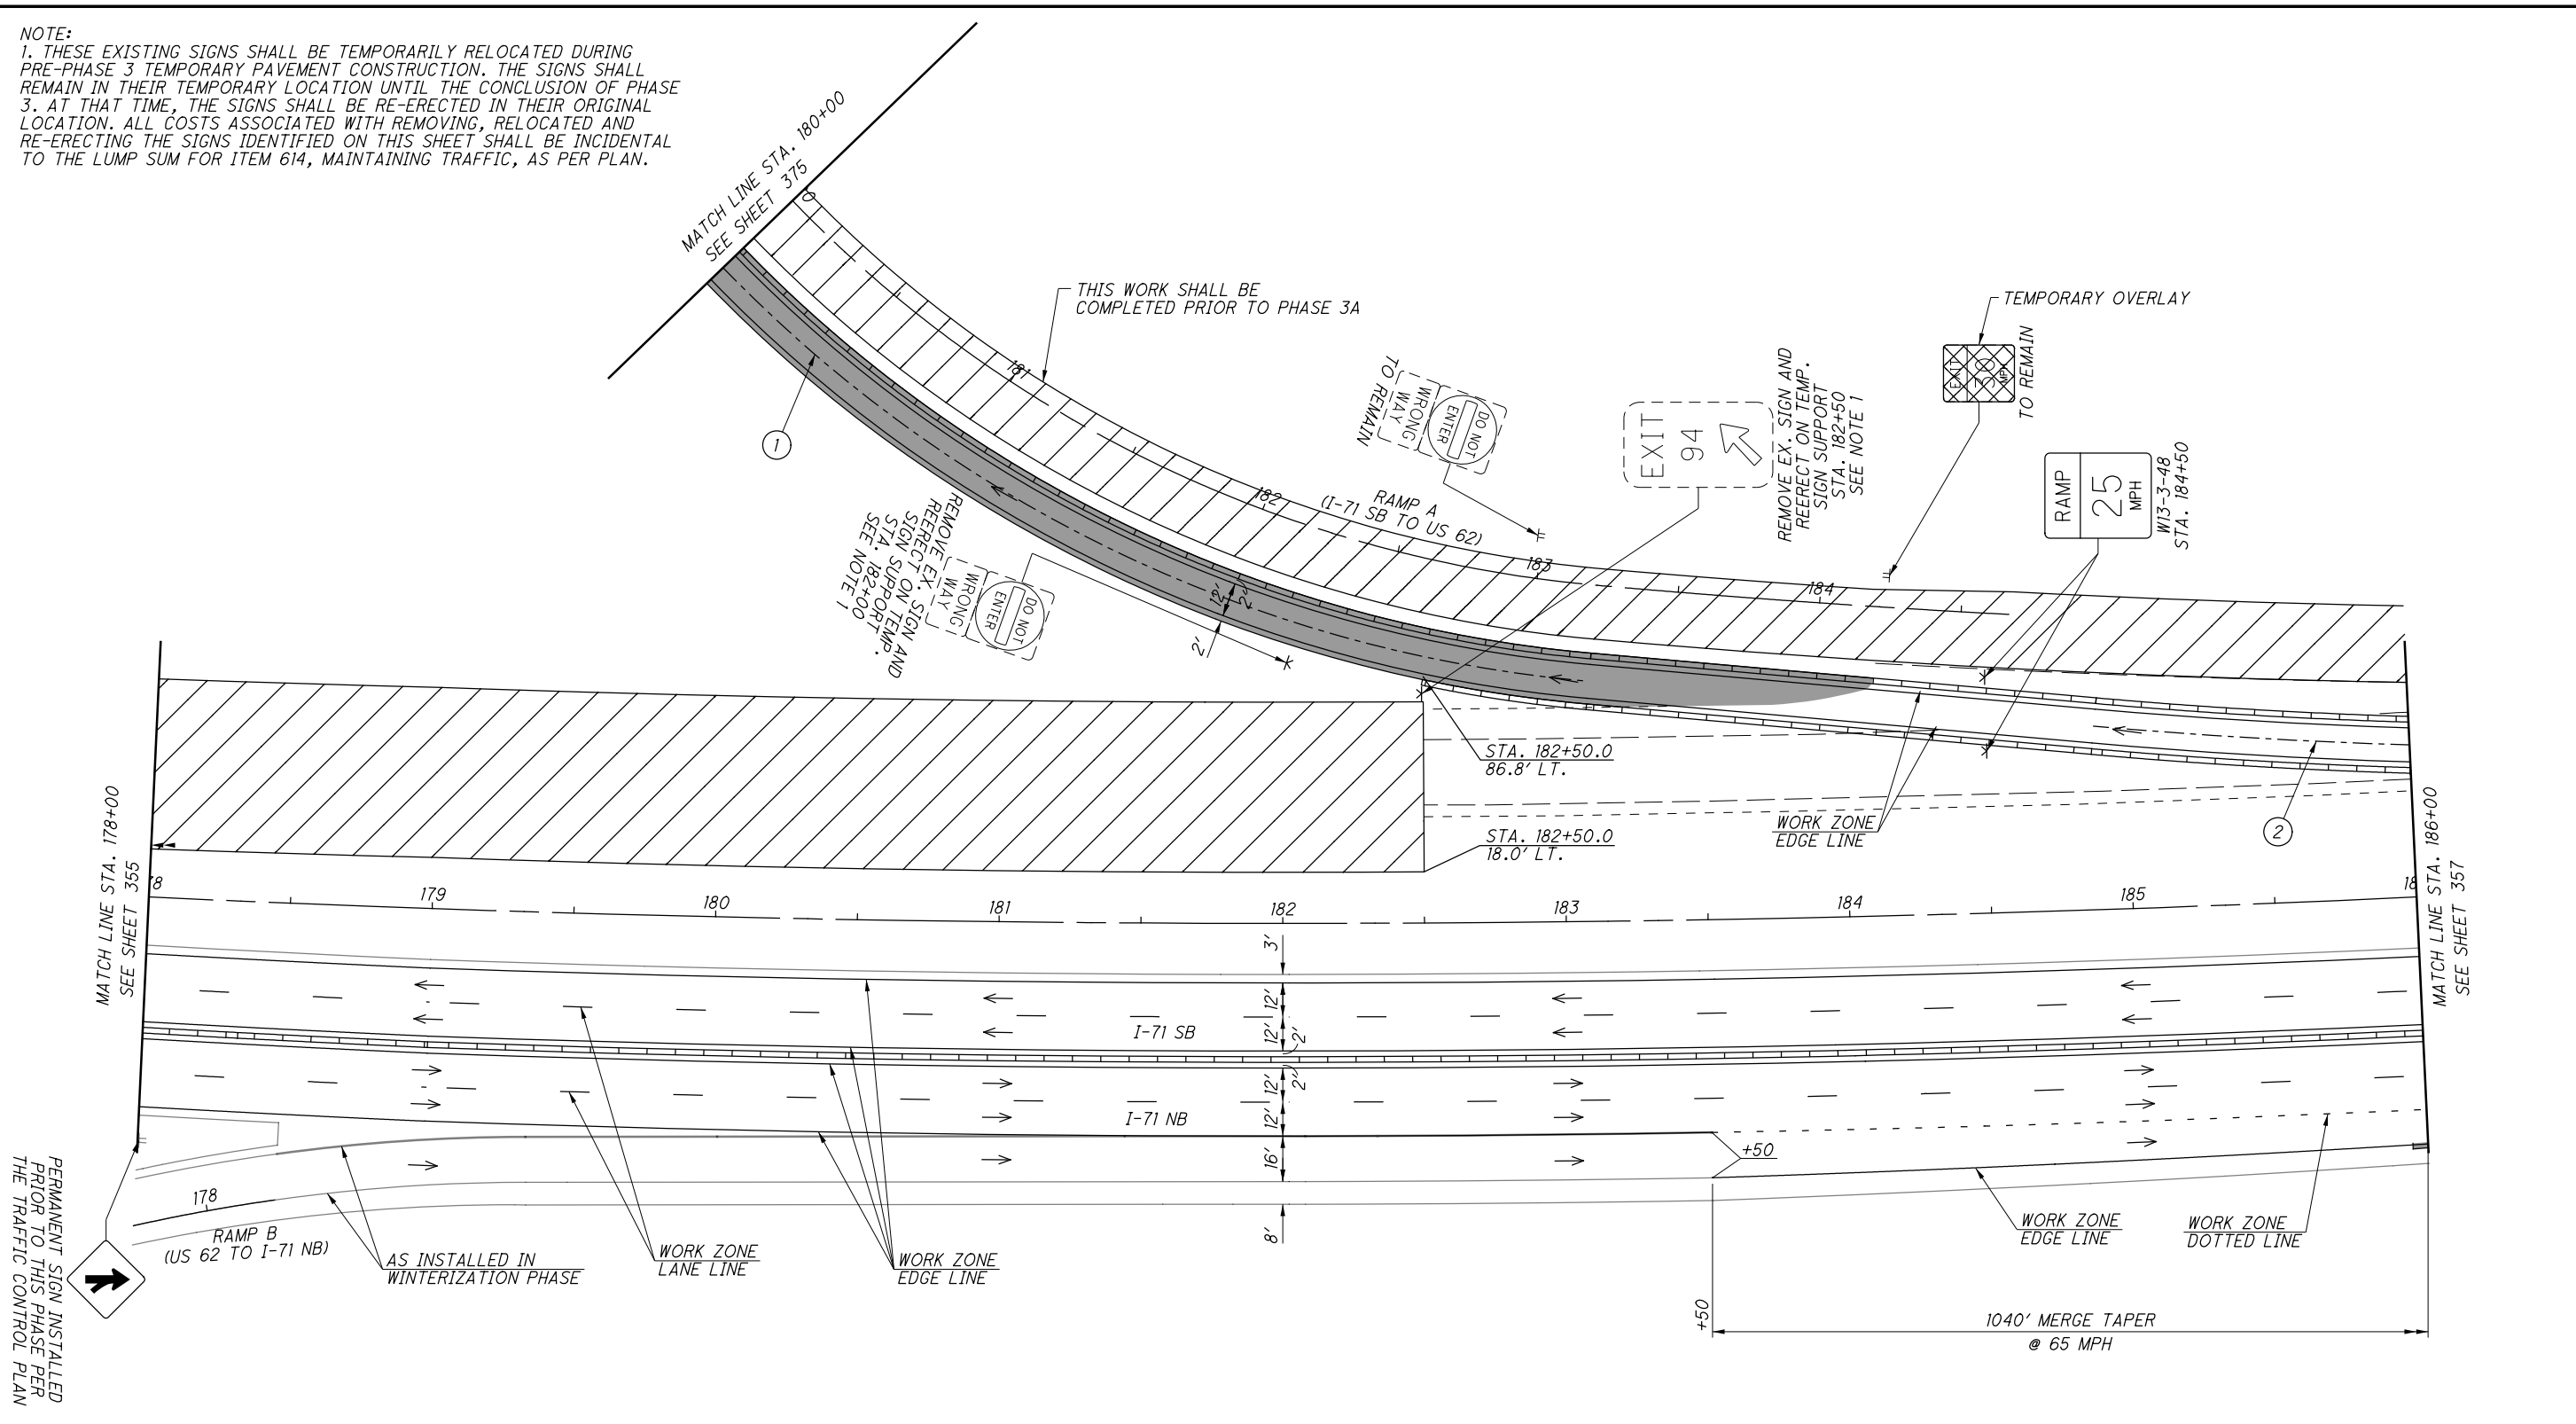 NOTE:
1. THESE EXISTING SIGNS SHALL BE TEMPORARILY RELOCATED DURING
PRE-PHASE 3 TEMPORARY PAVEMENT CONSTRUCTION. THE SIGNS SHALL
REMAIN IN THEIR TEMPORARY LOCATION UNTIL THE CONCLUSION OF PHASE
3. AT THAT TIME, THE SIGNS SHALL BE RE-ERECTED IN THEIR ORIGINAL
LOCATION. ALL COSTS ASSOCIATED WITH REMOVING, RELOCATED AND
RE-ERECTING THE SIGNS IDENTIFIED ON THIS SHEET SHALL BE INCIDENTAL
TO THE LUMP SUM FOR ITEM 614, MAINTAINING TRAFFIC, AS PER PLAN.
MATCH LINE STA. 180+00
SEE SHEET 375
THIS WORK SHALL BE
COMPLETED PRIOR TO PHASE 3A
1
181
182
183
184
RAMP A
(I-71 SB TO US 62)
TO REMAIN
WRONG
WAY
DO NOT
ENTER
EXIT
94
REMOVE EX. SIGN AND
REERECT ON TEMP.
SIGN SUPPORT
STA. 182+50
SEE NOTE 1
TEMPORARY OVERLAY
EXIT
30
MPH
TO REMAIN
RAMP
25
MPH
W13-3-48
STA. 184+50
REMOVE EX. SIGN AND
REERECT ON TEMP.
SIGN SUPPORT
STA. 182+00
SEE NOTE 1
WRONG
WAY
DO NOT
ENTER
12'
2'
2'
STA. 182+50.0
86.8' LT.
STA. 182+50.0
18.0' LT.
WORK ZONE
EDGE LINE
2
MATCH LINE STA. 178+00
SEE SHEET 355
MATCH LINE STA. 186+00
SEE SHEET 357
179
180
181
182
183
184
185
3'
12'
12'
2'
I-71 SB
12'
2'
12'
I-71 NB
16'
8'
+50
178
RAMP B
(US 62 TO I-71 NB)
AS INSTALLED IN
WINTERIZATION PHASE
WORK ZONE
LANE LINE
WORK ZONE
EDGE LINE
WORK ZONE
EDGE LINE
WORK ZONE
DOTTED LINE
+50
1040' MERGE TAPER
@ 65 MPH
PERMANENT SIGN INSTALLED
PRIOR TO THIS PHASE PER
THE TRAFFIC CONTROL PLAN